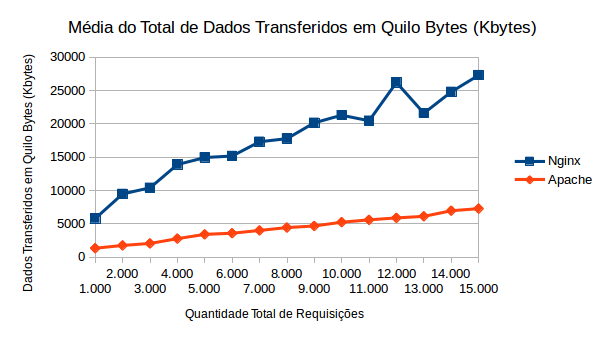 Média do Total de Dados Transferidos em Quilo Bytes (Kbytes)
Dados Transferidos em Quilo Bytes (Kbytes)
30000
25000
20000
15000
10000
5000
0
2.000 4.000 6.000 8.000 10.000 12.000 14.000
1.000 3.000 5.000 7.000 9.000 11.000 13.000 15.000
Quantidade Total de Requisições
Nginx
Apache